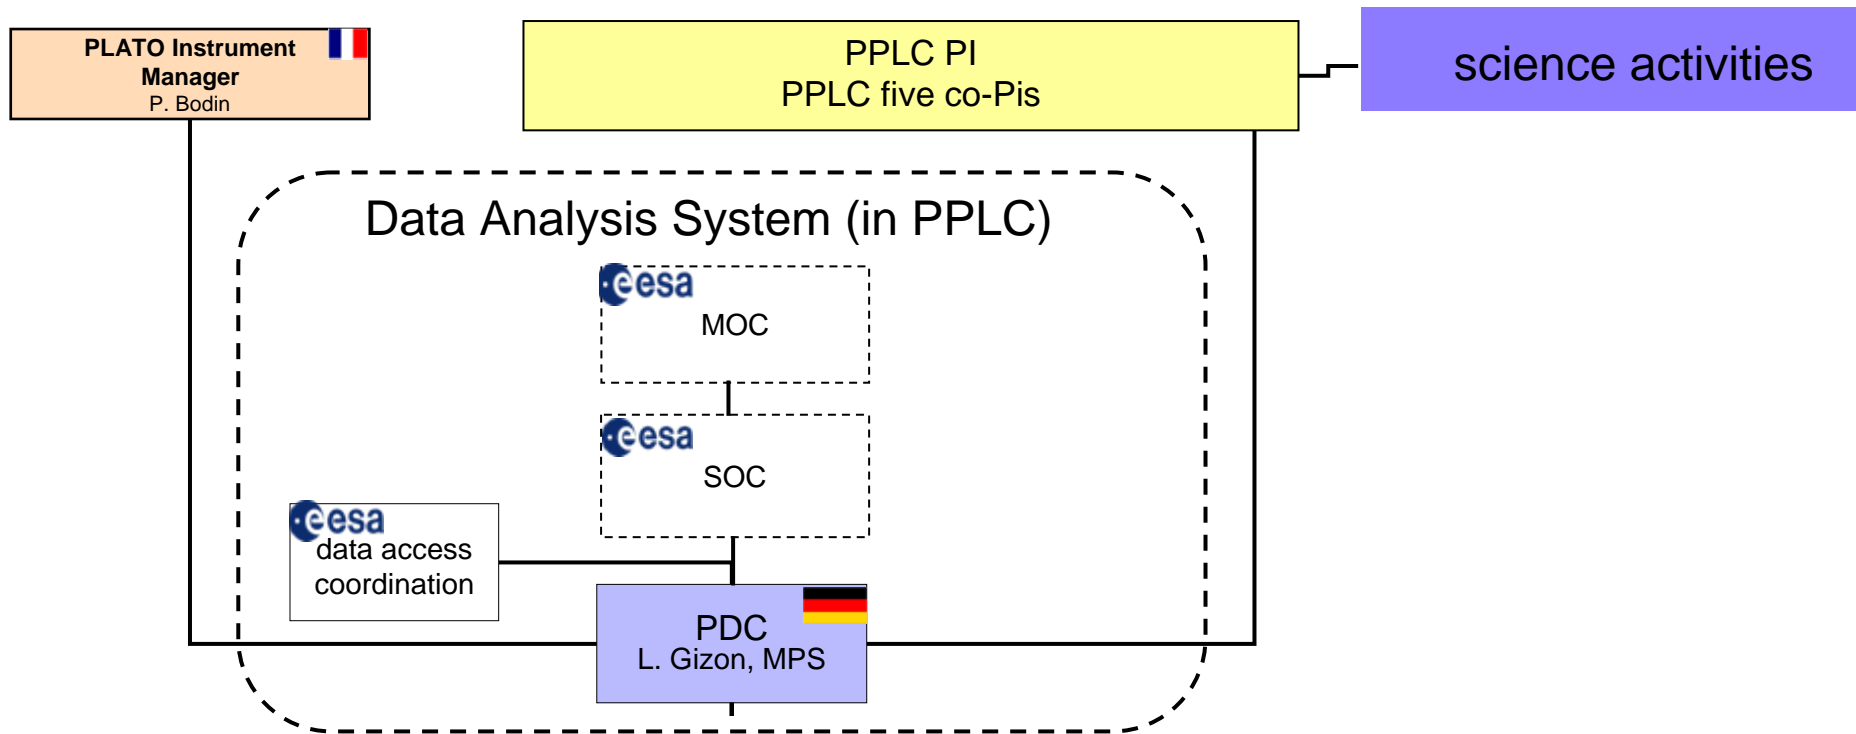 PLATO Instrument
Manager
P. Bodin
PPLC PI
PPLC five co-Pis
science activities
Data Analysis System (in PPLC)
esa
MOC
esa
SOC
esa
data access
coordination
PDC
L. Gizon, MPS